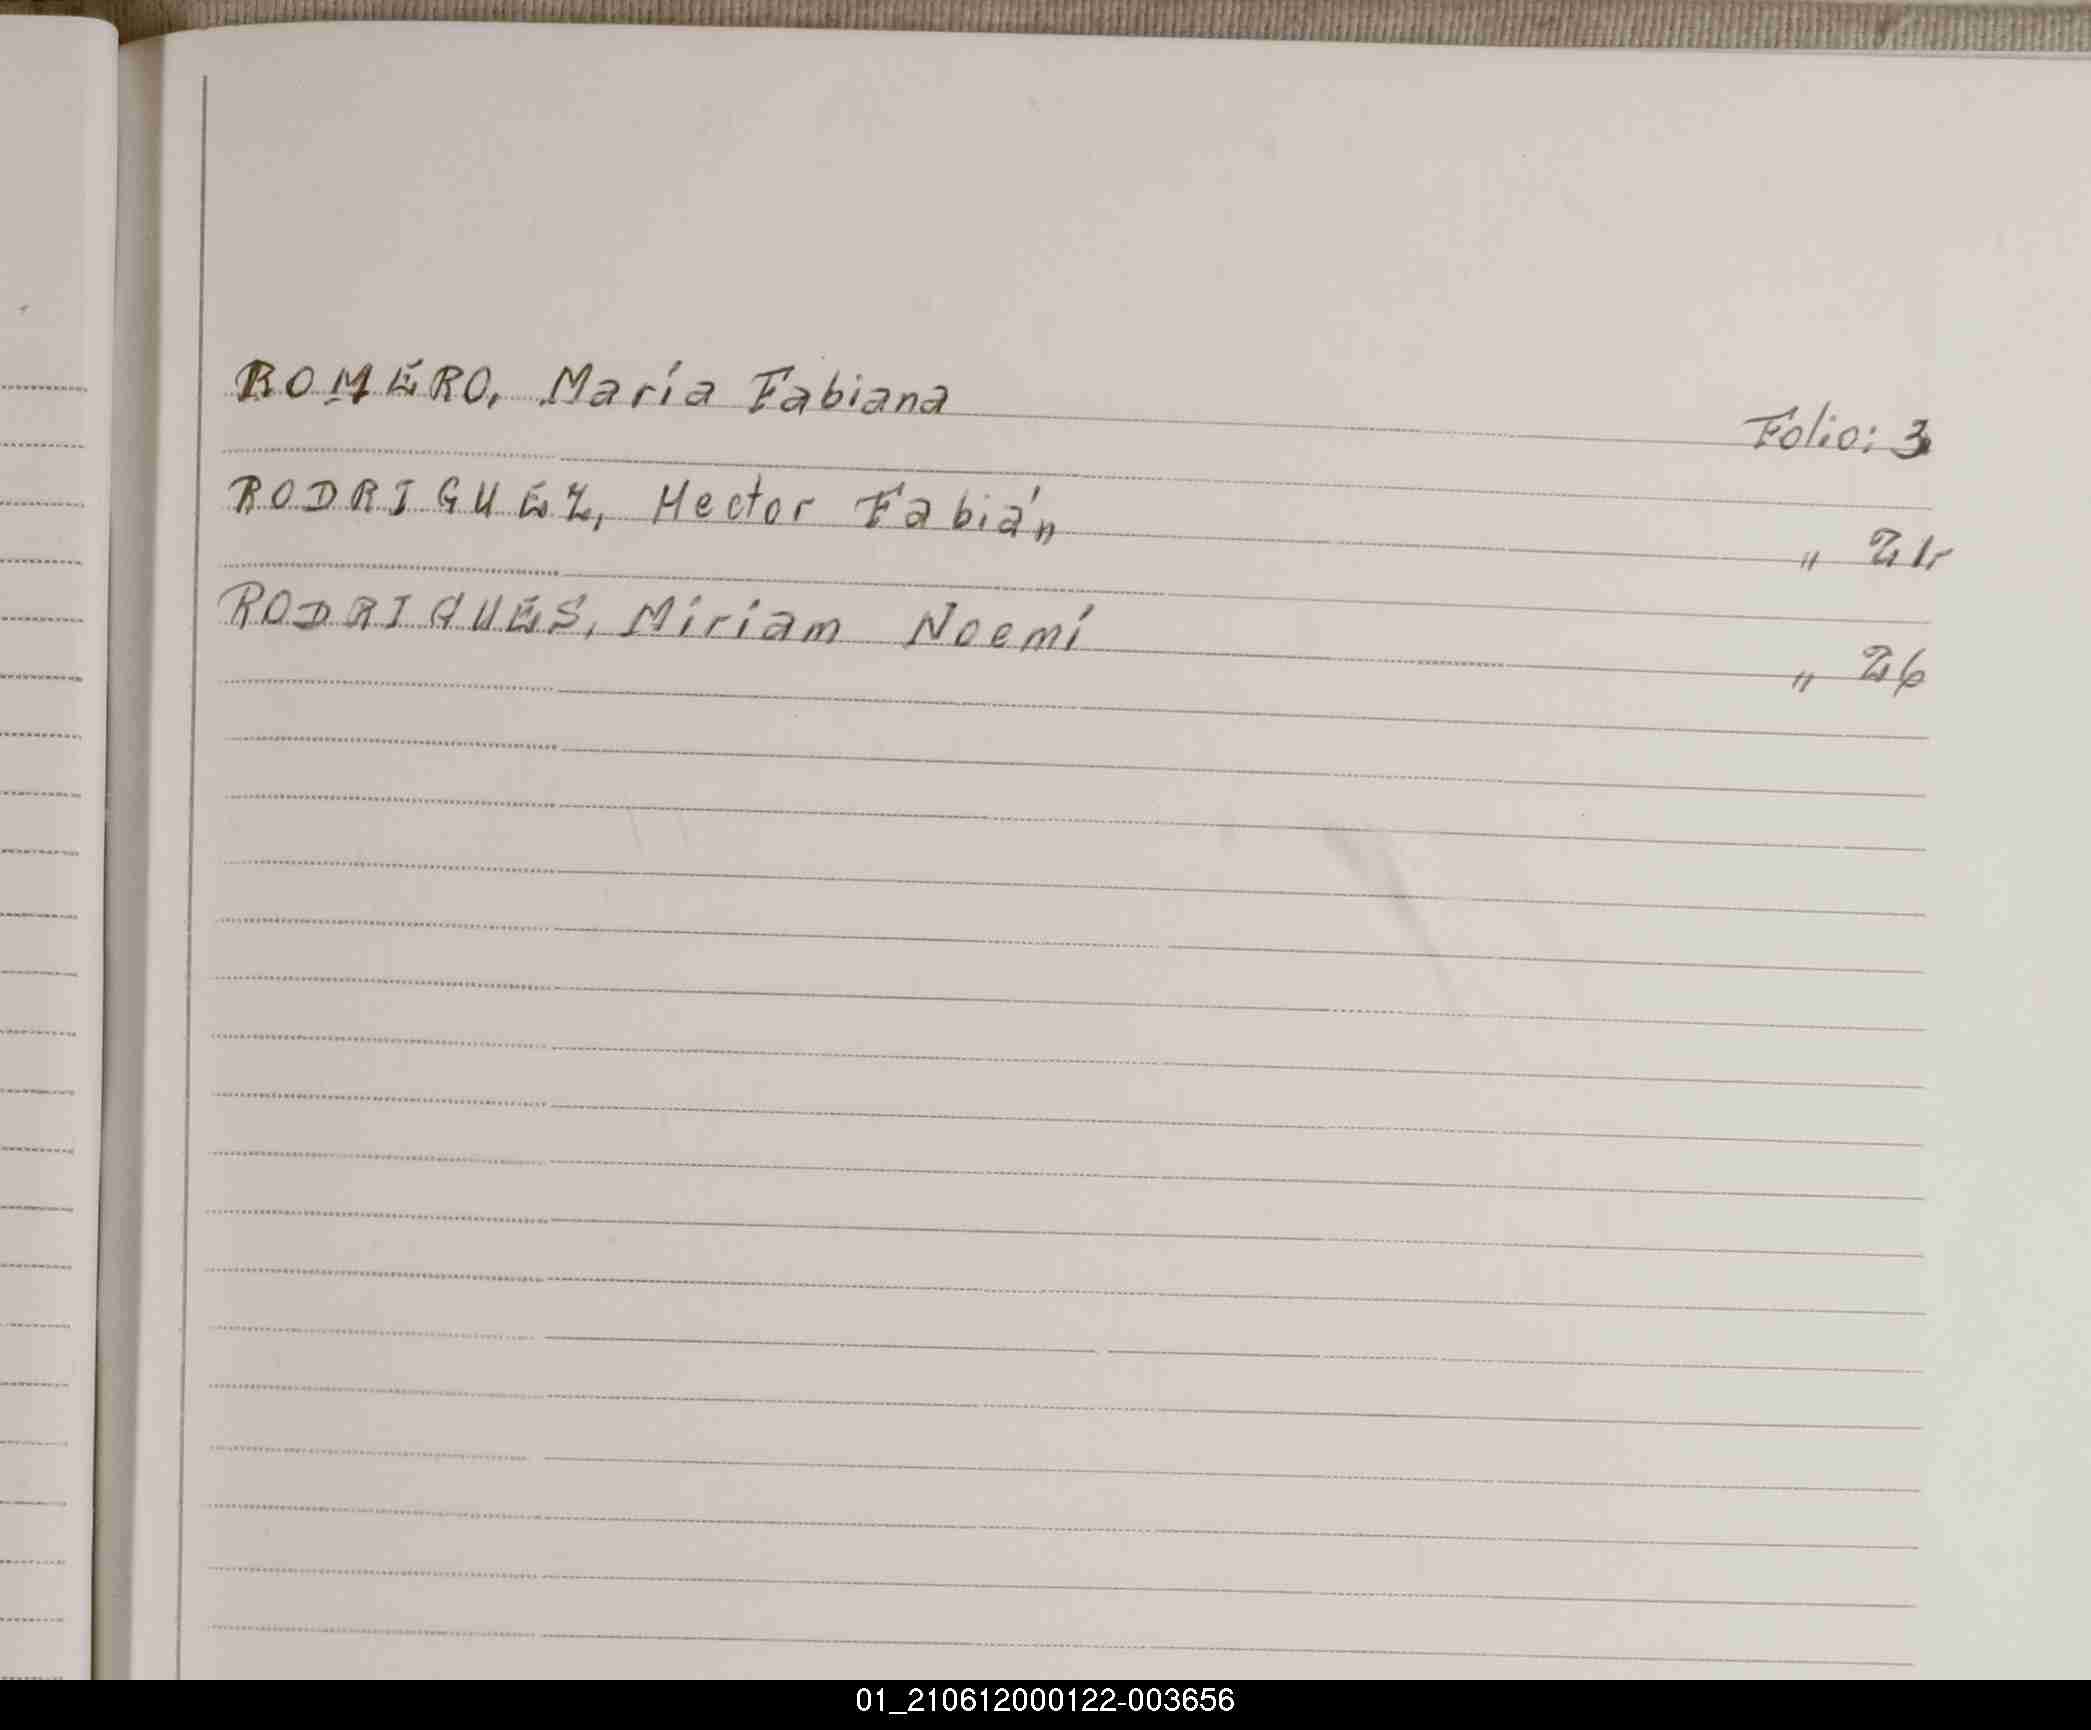 ROMERO, María Fabiana Folio: 3
RODRIGUEZ, Hector Fabián " 21
RODRIGUES, Miriam Noemí " 26
01_210612000122-003656